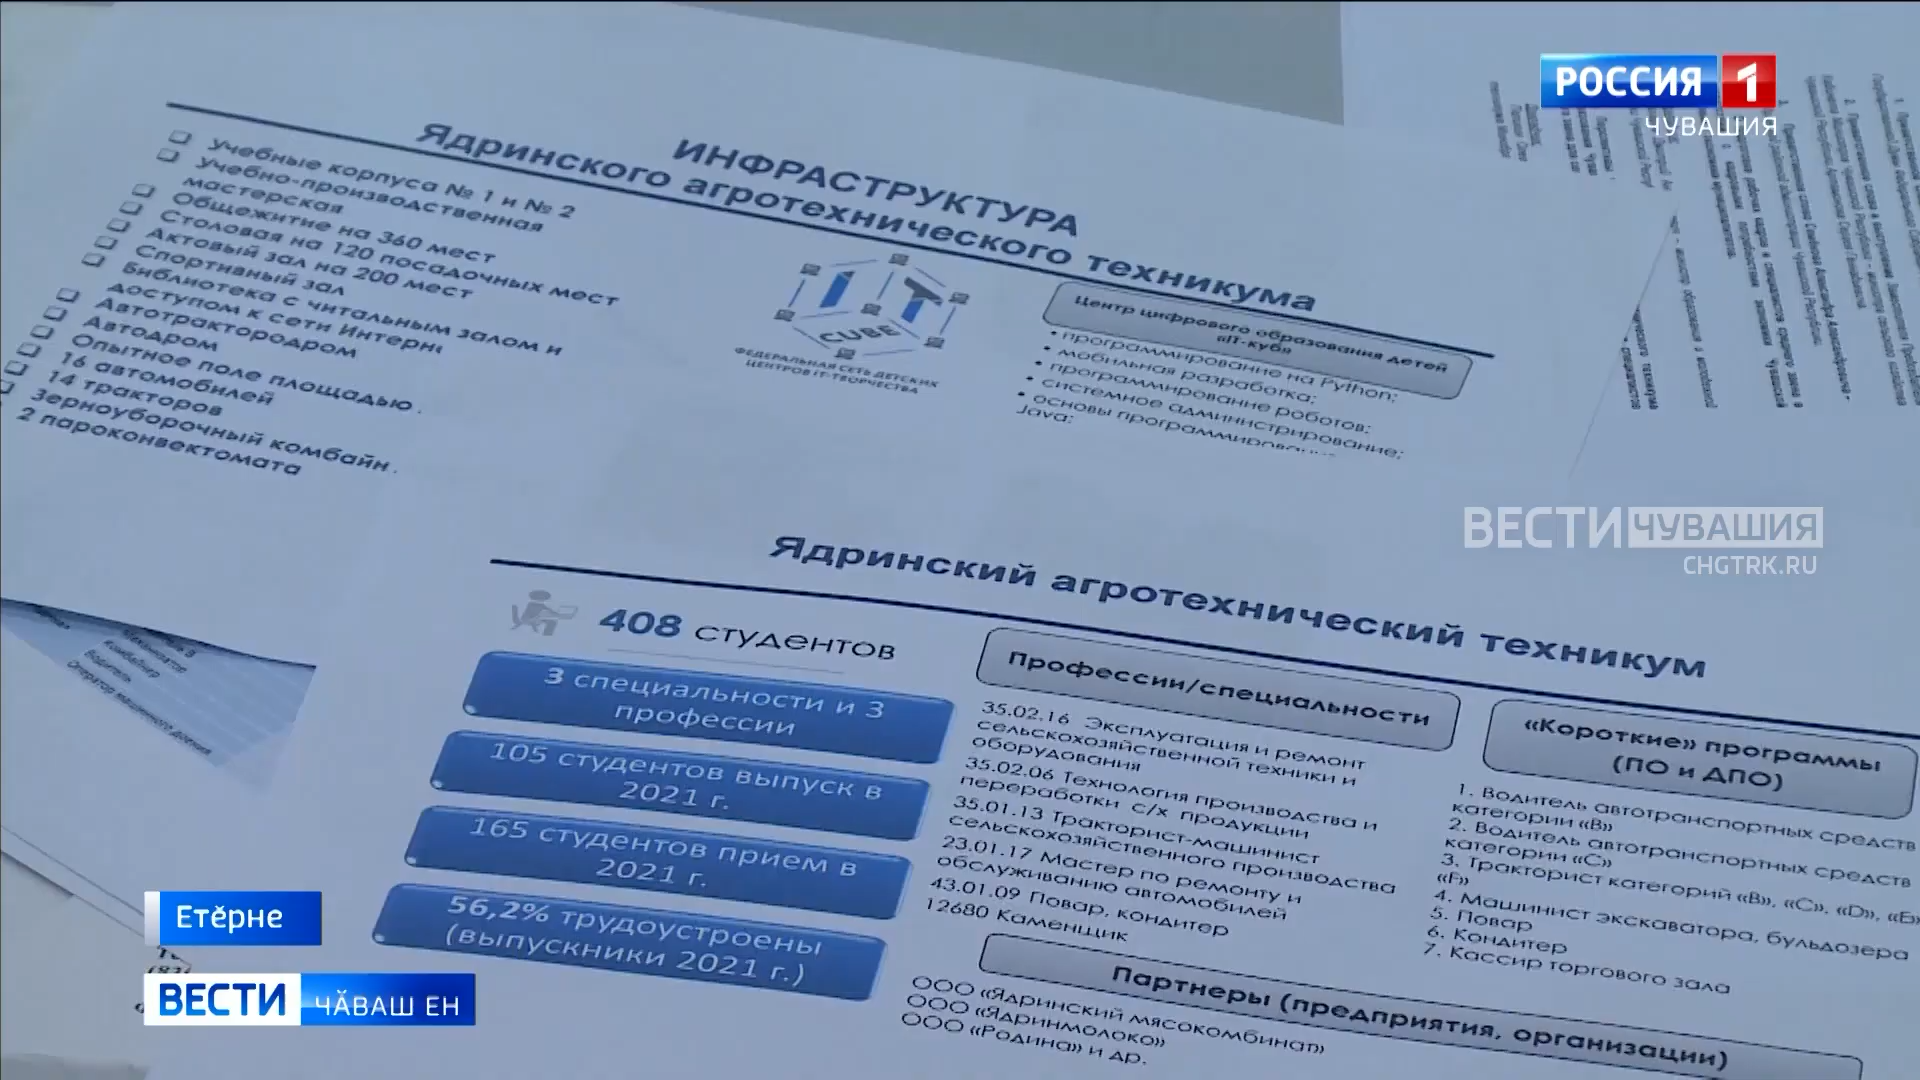 РОССИЯ 1
ЧУВАШИЯ
ИНФРАСТРУКТУРА
Ядринского агротехнического техникума
Учебные корпуса № 1 и № 2
Учебно-производственная
мастерская
Общежитие на 360 мест
Столовая на 120 посадочных мест
Актовый зал на 200 мест
Спортивный зал
Библиотека с читальным залом и
доступом к сети Интерн
Автотрактородром
Автодром
Опытное поле площадью
16 автомобилей
14 тракторов
Зерноуборочный комбайн
2 пароконвектомата
IT
CUBE
ФЕДЕРАЛЬНАЯ СЕТЬ ДЕТСКИХ
ЦЕНТРОВ IT-ТВОРЧЕСТВА
Центр цифрового образования детей
«IT-куб»
• программирование на Python;
• мобильная разработка;
• программирование роботов;
• системное администрирование;
• основы программирования
Java;
ВЕСТИ ЧУВАШИЯ
CHGTRK.RU
Ядринский агротехнический техникум
408 студентов
3 специальности и 3
профессии
105 студентов выпуск в
2021 г.
165 студентов прием в
2021 г.
56,2% трудоустроены
(выпускники 2021 г.)
Профессии/специальности
35.02.16 Эксплуатация и ремонт
сельскохозяйственной техники и
оборудования
35.02.06 Технология производства и
переработки с/х продукции
35.01.13 Тракторист-машинист
сельскохозяйственного производства
23.01.17 Мастер по ремонту и
обслуживанию автомобилей
43.01.09 Повар, кондитер
12680 Каменщик
«Короткие» программы
(ПО и ДПО)
1. Водитель автотранспортных средств
категории «В»
2. Водитель автотранспортных средств
категории «С»
3. Тракторист категорий «В», «С». «D», «Е»
«F»
4. Машинист экскаватора, бульдозера
5. Повар
6. Кондитер
7. Кассир торгового зала
Партнеры (предприятия, организации)
ООО «Ядринский мясокомбинат»
ООО «Ядринмолоко»
ООО «Родина» и др.
Комбайнер
Водитель
Оператор машинного доения
Етӗрне
ВЕСТИ ЧӐВАШ ЕН